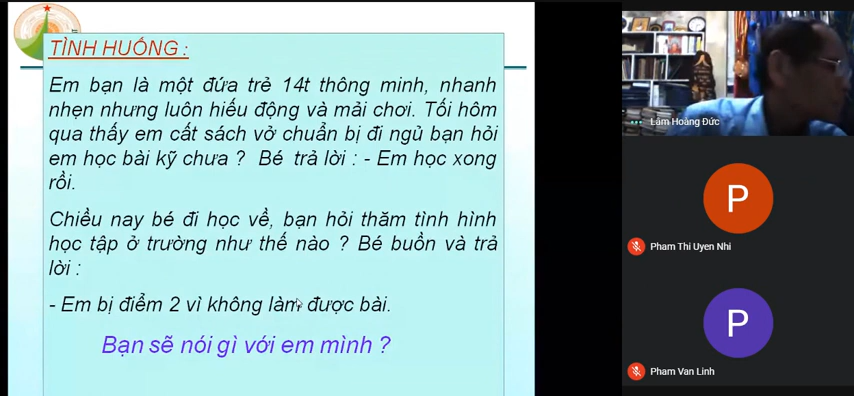 TÌNH HUỐNG :
Em bạn là một đứa trẻ 14t thông minh, nhanh
nhẹn nhưng luôn hiếu động và mải chơi. Tối hôm
qua thấy em cất sách vở chuẩn bị đi ngủ bạn hỏi
em học bài kỹ chưa ? Bé trả lời : - Em học xong
rồi.
Chiều nay bé đi học về, bạn hỏi thăm tình hình
học tập ở trường như thế nào ? Bé buồn và trả
lời :
- Em bị điểm 2 vì không làm được bài.
Bạn sẽ nói gì với em mình ?
Lâm Hoàng Đức
P
Pham Thi Uyen Nhi
P
Pham Van Linh